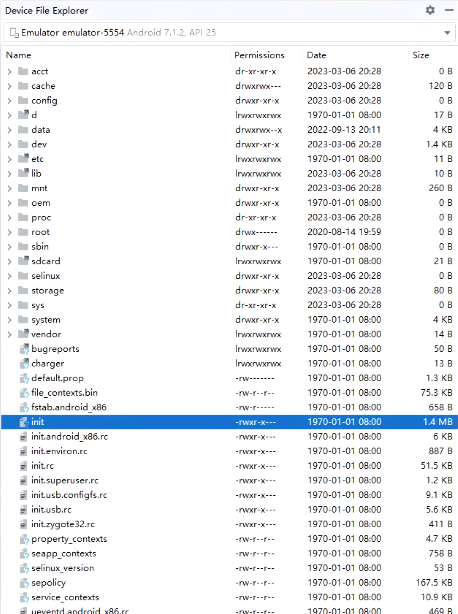 Device File Explorer
Emulator emulator-5554 Android 7.1.2, API 25
Name Permissions Date Size
acct dr-xr-xr-x 2023-03-06 20:28 0 B
cache drwxrwx--- 2023-03-06 20:28 120 B
config drwxr-xr-x 2023-03-06 20:28 0 B
d lrwxrwxrwx 1970-01-01 08:00 17 B
data drwxrwx--x 2022-09-13 20:11 4 KB
dev drwxr-xr-x 2023-03-06 20:28 1.4 KB
etc lrwxrwxrwx 1970-01-01 08:00 11 B
lib lrwxrwxrwx 1970-01-01 08:00 10 B
mnt drwxr-xr-x 2023-03-06 20:28 260 B
oem drwxr-xr-x 1970-01-01 08:00 0 B
proc dr-xr-xr-x 2023-03-06 20:28 0 B
root drwx------ 2020-08-14 19:59 0 B
sbin drwxr-x--- 1970-01-01 08:00 0 B
sdcard lrwxrwxrwx 1970-01-01 08:00 21 B
selinux drwxr-xr-x 2023-03-06 20:28 0 B
storage drwxr-xr-x 2023-03-06 20:28 80 B
sys dr-xr-xr-x 2023-03-06 20:28 0 B
system drwxr-xr-x 1970-01-01 08:00 4 KB
vendor lrwxrwxrwx 1970-01-01 08:00 14 B
bugreports lrwxrwxrwx 1970-01-01 08:00 50 B
charger lrwxrwxrwx 1970-01-01 08:00 13 B
default.prop -rw------- 1970-01-01 08:00 1.3 KB
file_contexts.bin -rw-r--r-- 1970-01-01 08:00 75.3 KB
fstab.android_x86 -rw-r----- 1970-01-01 08:00 658 B
init -rwxr-x--- 1970-01-01 08:00 1.4 MB
init.android_x86.rc -rwxr-x--- 1970-01-01 08:00 6 KB
init.environ.rc -rwxr-x--- 1970-01-01 08:00 887 B
init.rc -rwxr-x--- 1970-01-01 08:00 51.5 KB
init.superuser.rc -rwxr-x--- 1970-01-01 08:00 1.2 KB
init.usb.configfs.rc -rwxr-x--- 1970-01-01 08:00 9.1 KB
init.usb.rc -rwxr-x--- 1970-01-01 08:00 5.6 KB
init.zygote32.rc -rwxr-x--- 1970-01-01 08:00 411 B
property_contexts -rw-r--r-- 1970-01-01 08:00 4.7 KB
seapp_contexts -rw-r--r-- 1970-01-01 08:00 758 B
selinux_version -rw-r--r-- 1970-01-01 08:00 53 B
sepolicy -rw-r--r-- 1970-01-01 08:00 167.5 KB
service_contexts -rw-r--r-- 1970-01-01 08:00 10.9 KB
ueventd.android_x86.rc -rw-r--r-- 1970-01-01 08:00 469 B